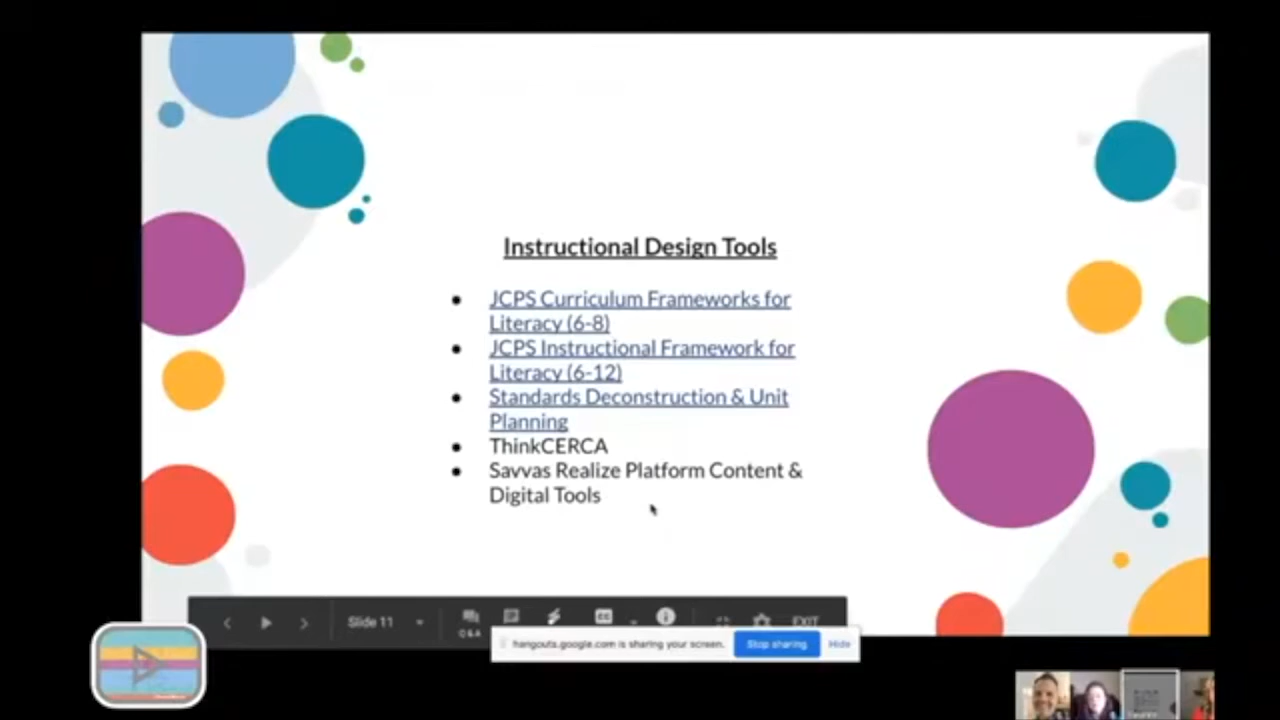 Instructional Design Tools
● JCPS Curriculum Frameworks for
Literacy (6-8)
● JCPS Instructional Framework for
Literacy (6-12)
● Standards Deconstruction & Unit
Planning
● ThinkCERCA
● Savvas Realize Platform Content &
Digital Tools
Slide 11
Q&A
CC
EXIT
hangouts.google.com is sharing your screen.
Stop sharing
Hide